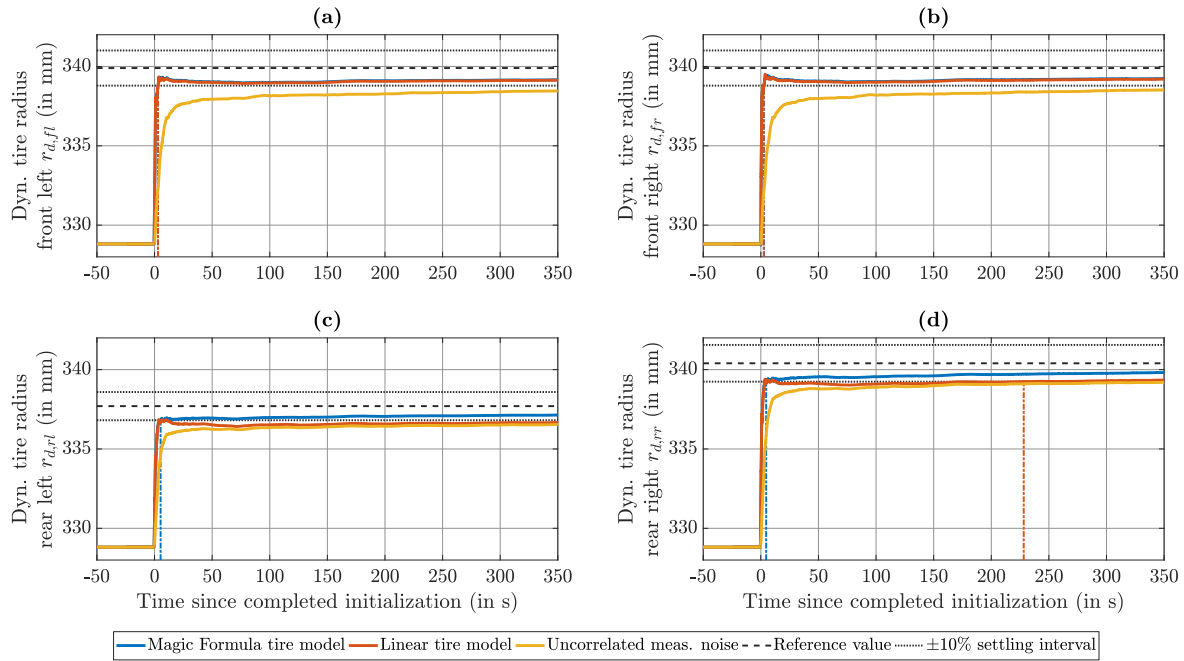 (a)
Dyn. tire radius
front left r_{d,fl} (in mm)
340
335
330
-50 0 50 100 150 200 250 300 350
(b)
Dyn. tire radius
front right r_{d,fr} (in mm)
340
335
330
-50 0 50 100 150 200 250 300 350
(c)
Dyn. tire radius
rear left r_{d,rl} (in mm)
340
335
330
-50 0 50 100 150 200 250 300 350
Time since completed initialization (in s)
(d)
Dyn. tire radius
rear right r_{d,rr} (in mm)
340
335
330
-50 0 50 100 150 200 250 300 350
Time since completed initialization (in s)
Magic Formula tire model Linear tire model Uncorrelated meas. noise Reference value ±10% settling interval